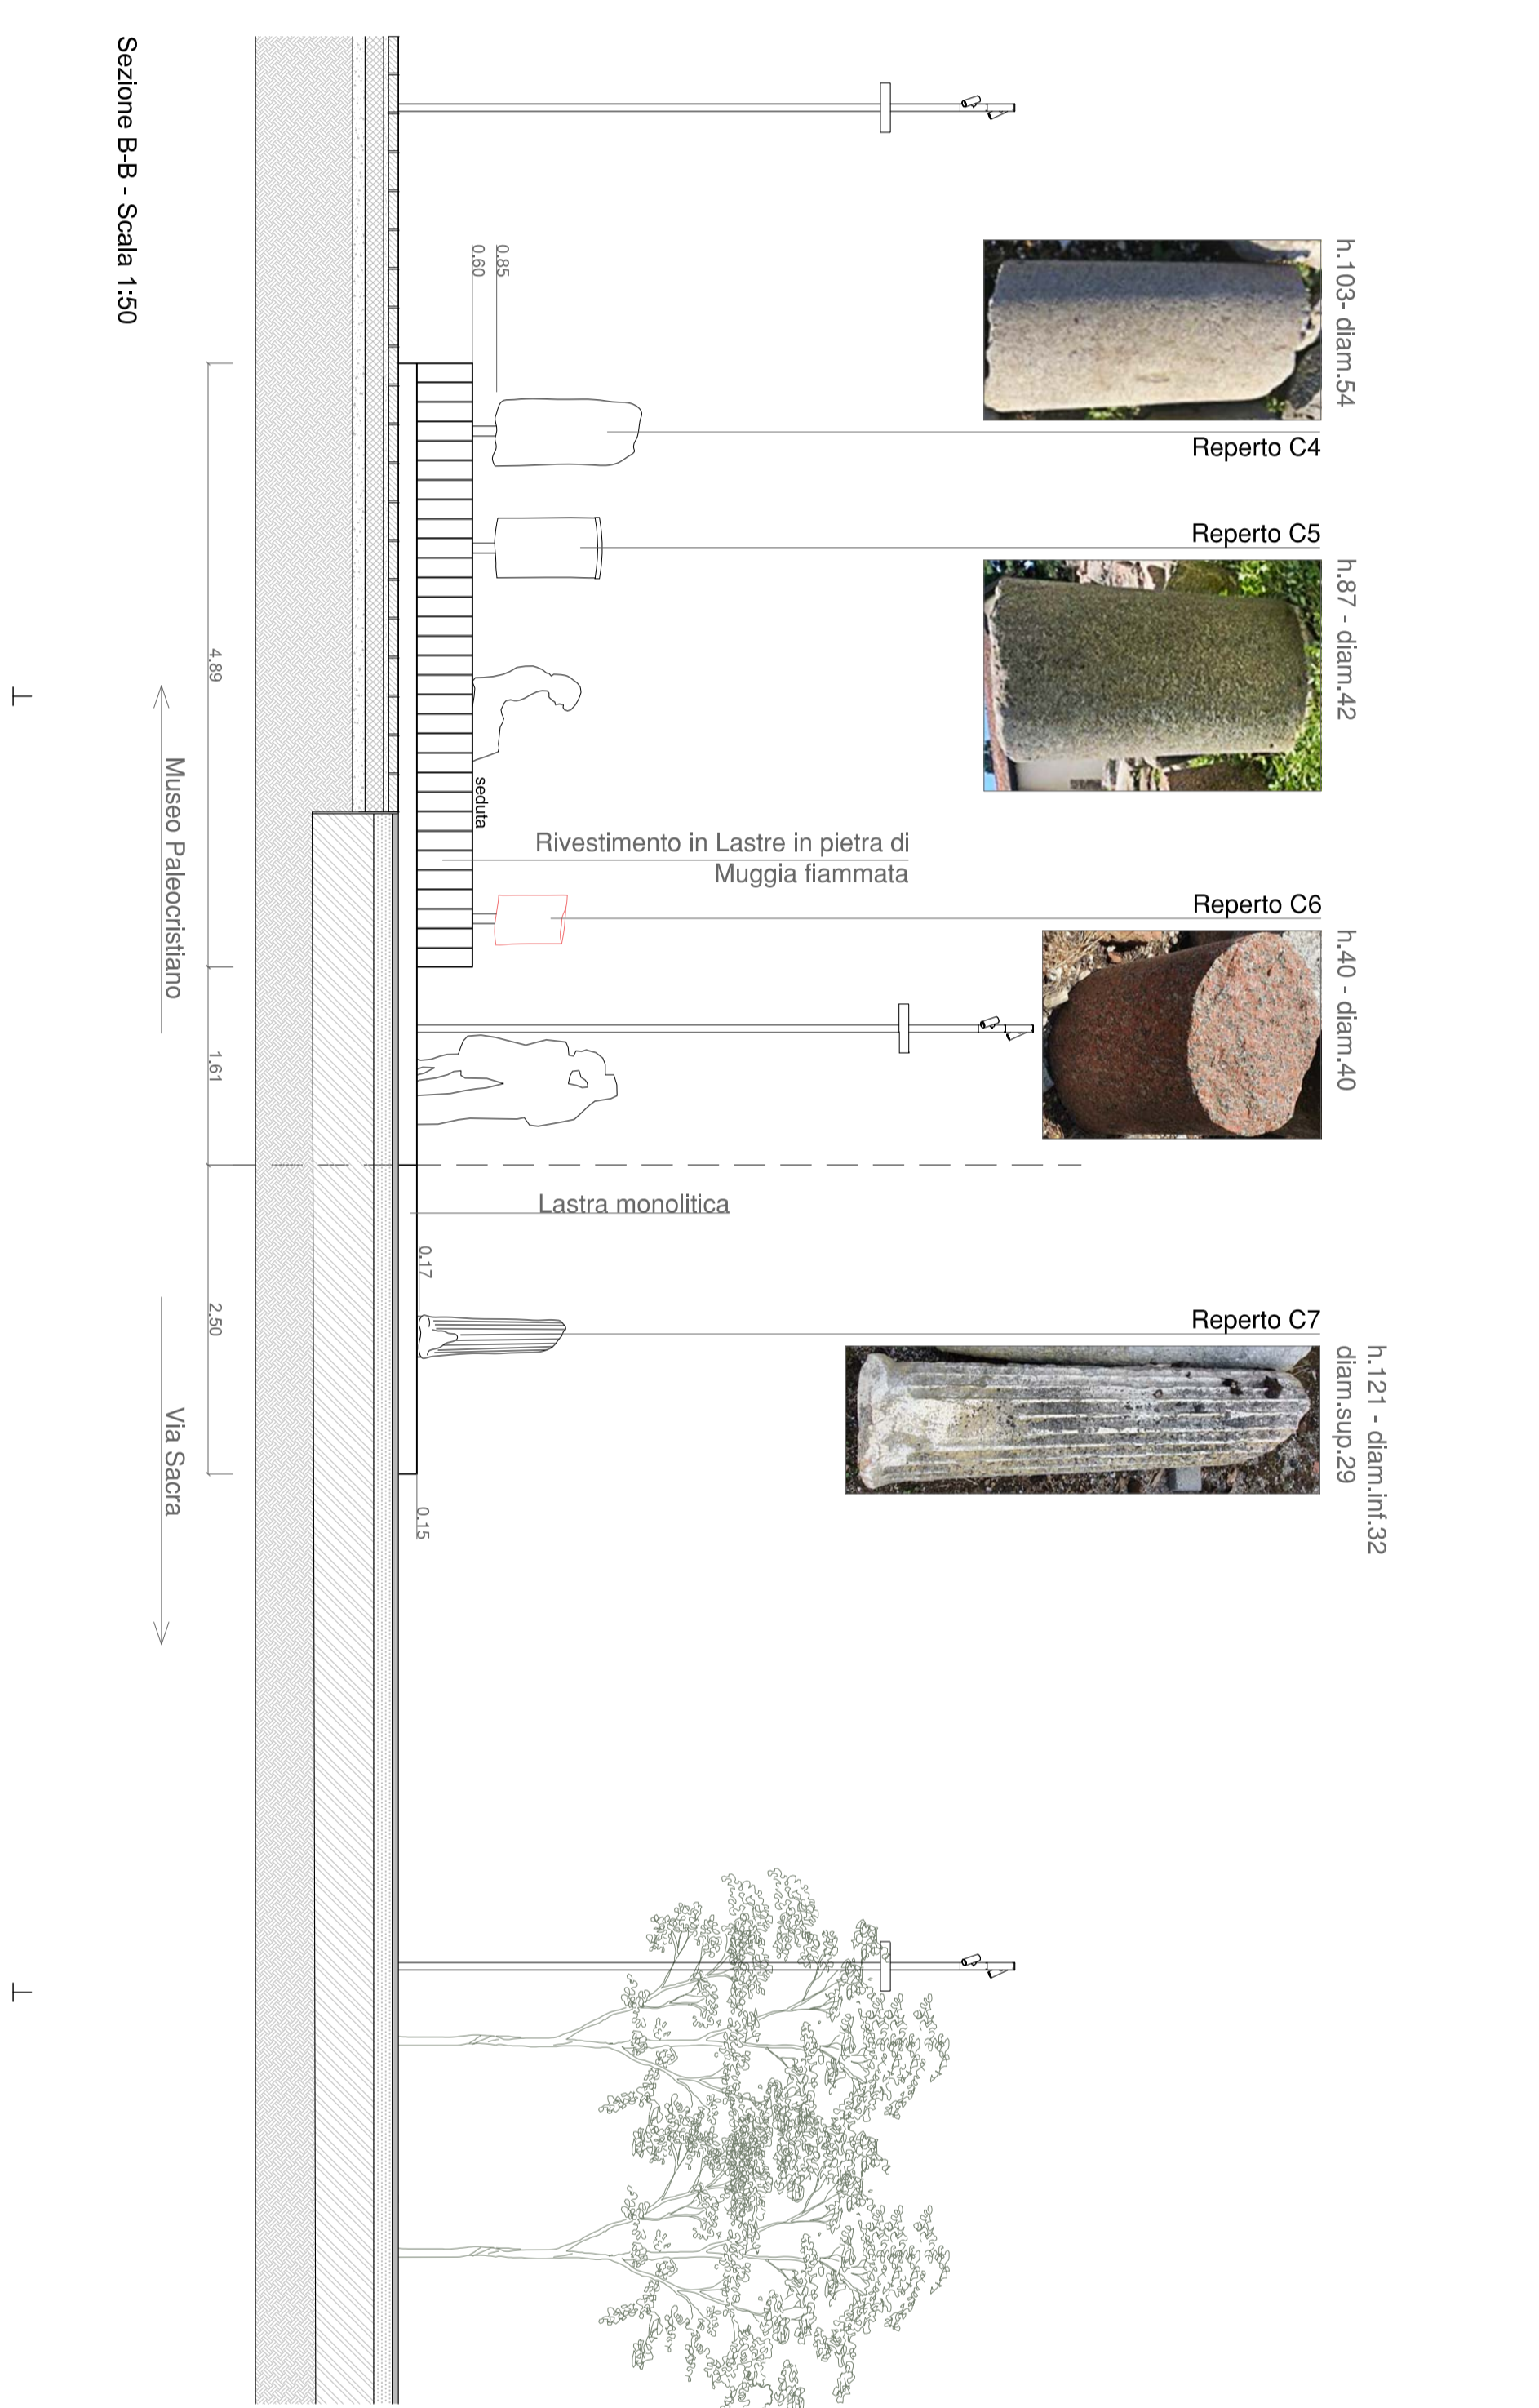 h.103- diam.54
Reperto C4
Reperto C5
h.87 - diam.42
Reperto C6
h.40 - diam.40
Reperto C7
h.121 - diam.inf.32
diam.sup.29
Rivestimento in Lastre in pietra di
Muggia fiammata
Lastra monolitica
0.85
0.60
seduta
0.17
0.15
4.89
1.61
2.50
Museo Paleocristiano
Via Sacra
Sezione B-B - Scala 1:50